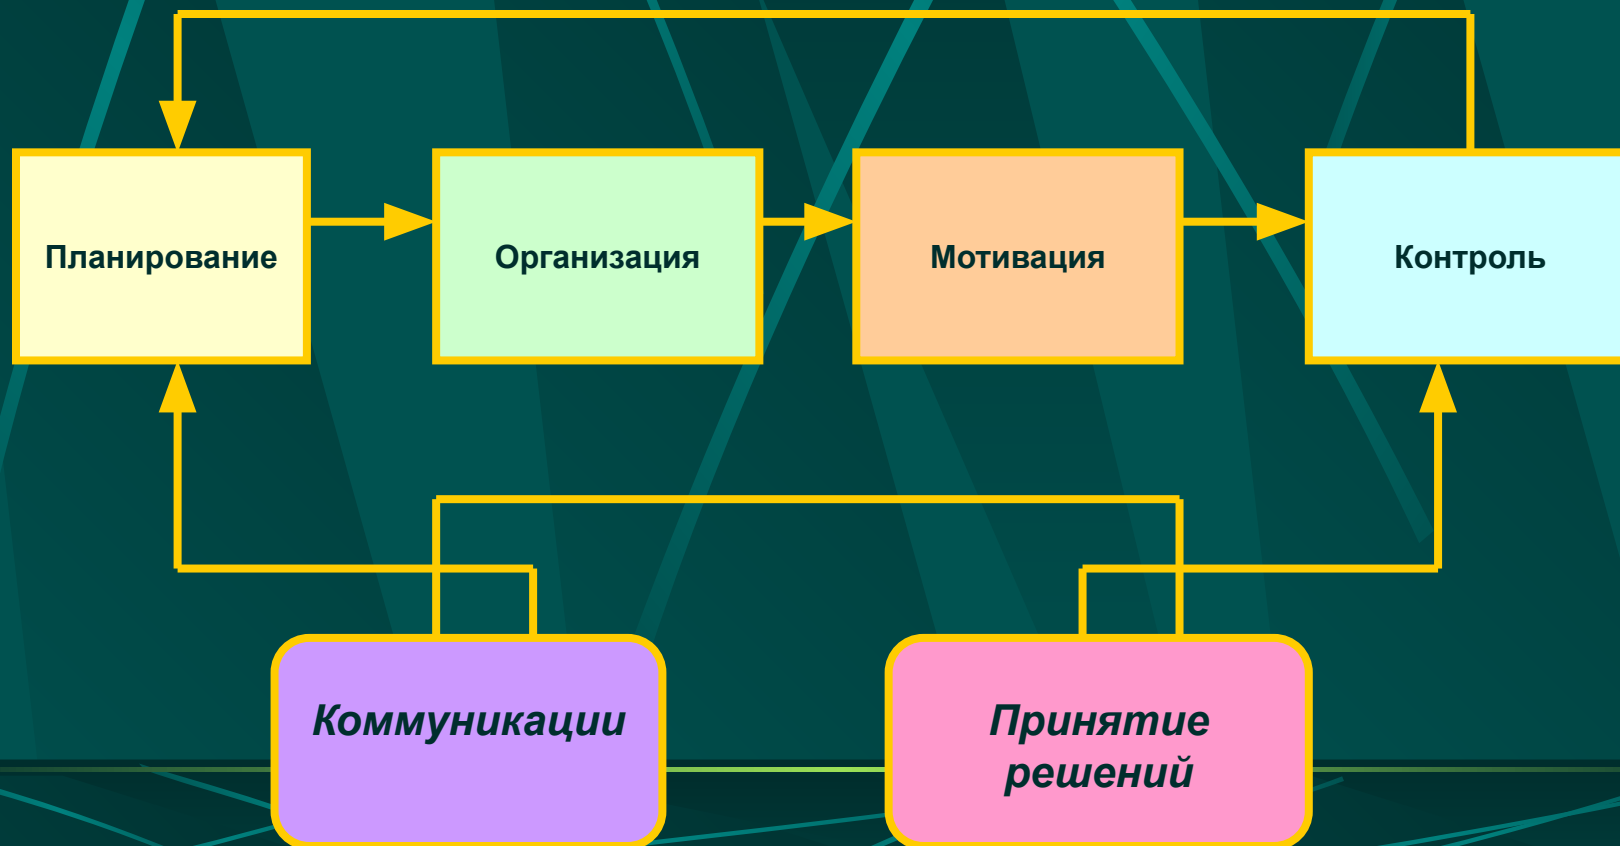 Планирование
Организация
Мотивация
Контроль
Коммуникации
Принятие
решений